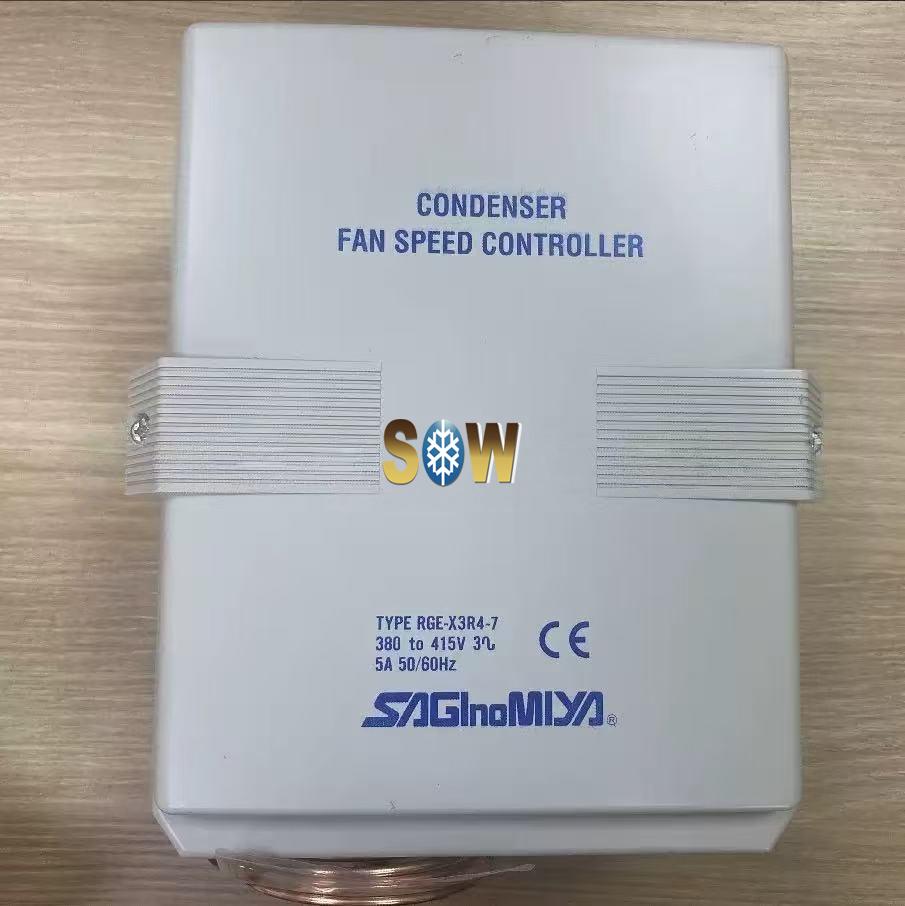 CONDENSER
FAN SPEED CONTROLLER
SOW
TYPE RGE-X3R4-7
380 to 415V 3∿
5A 50/60Hz
CE
SAGInoMIYA®